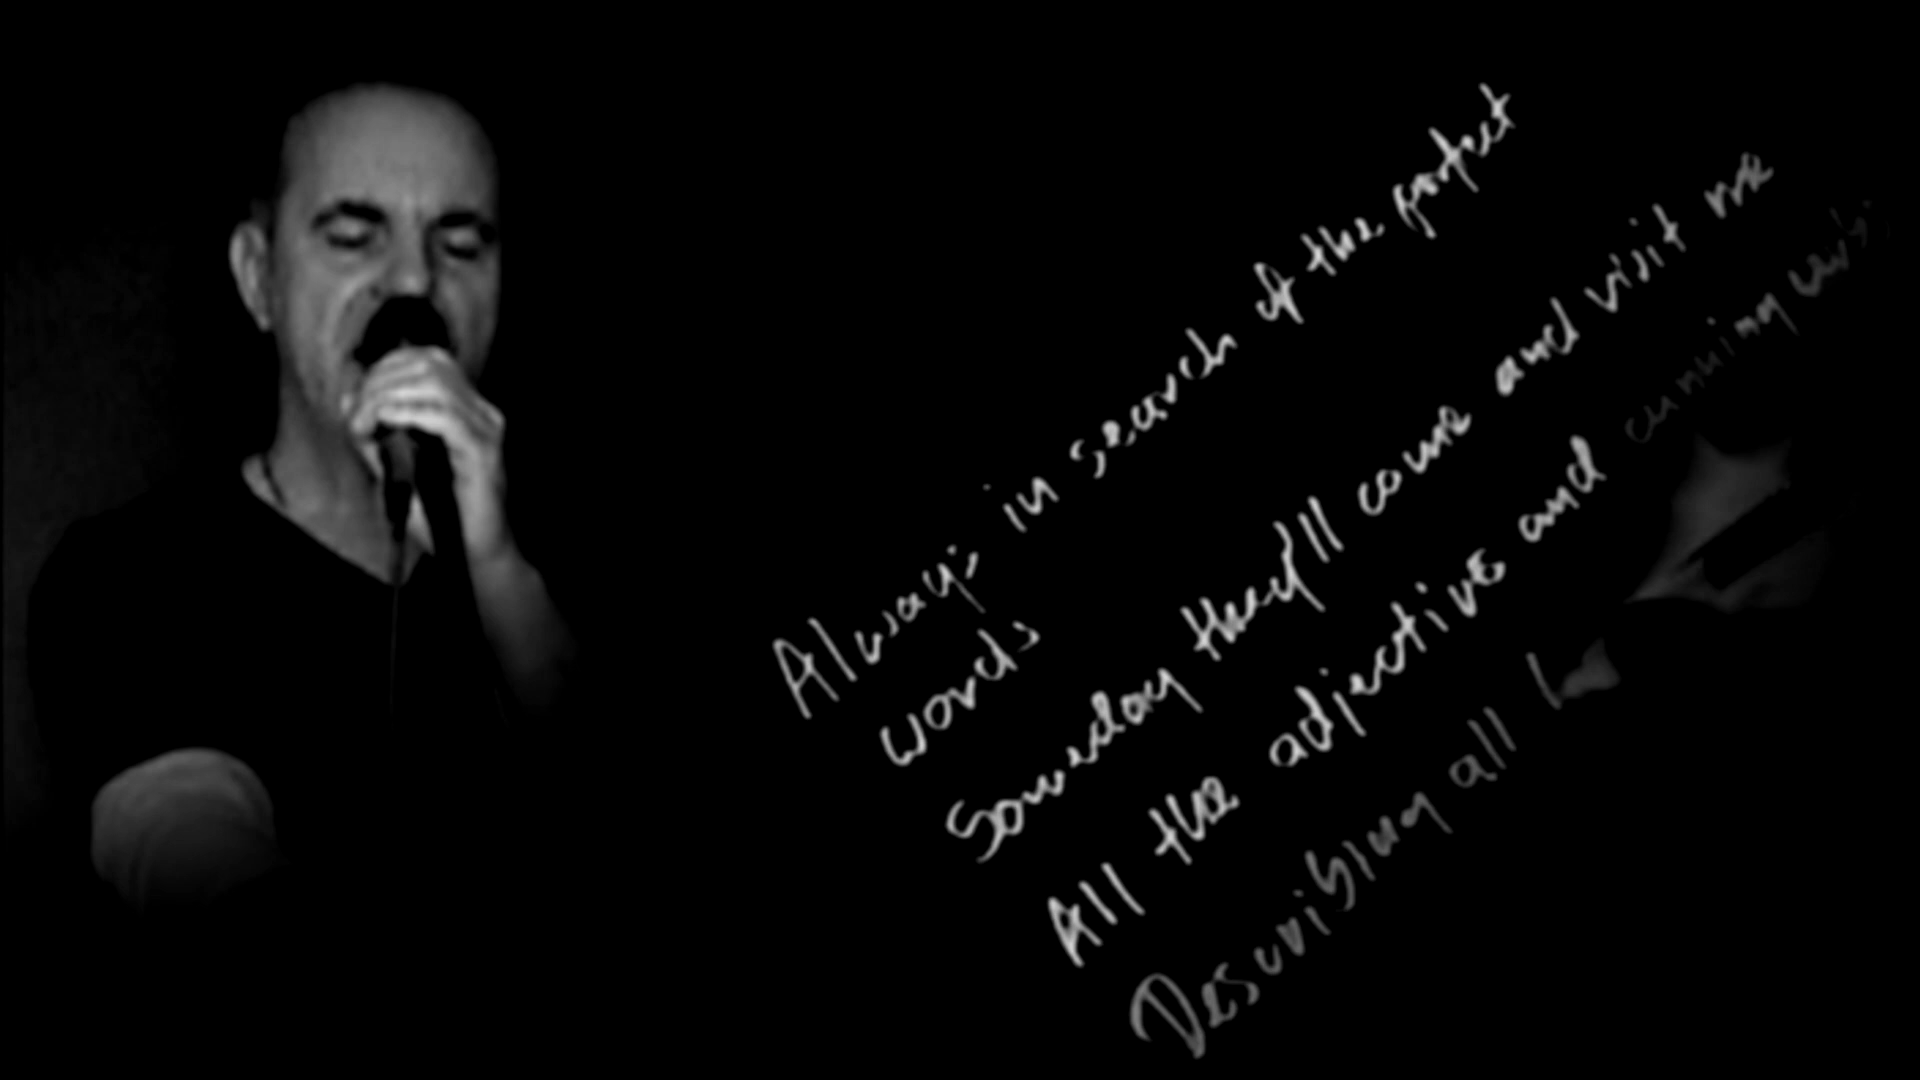 Always in search of the perfect
words
Someday they'll come and visit me
All the adjective and cunning
Describing all